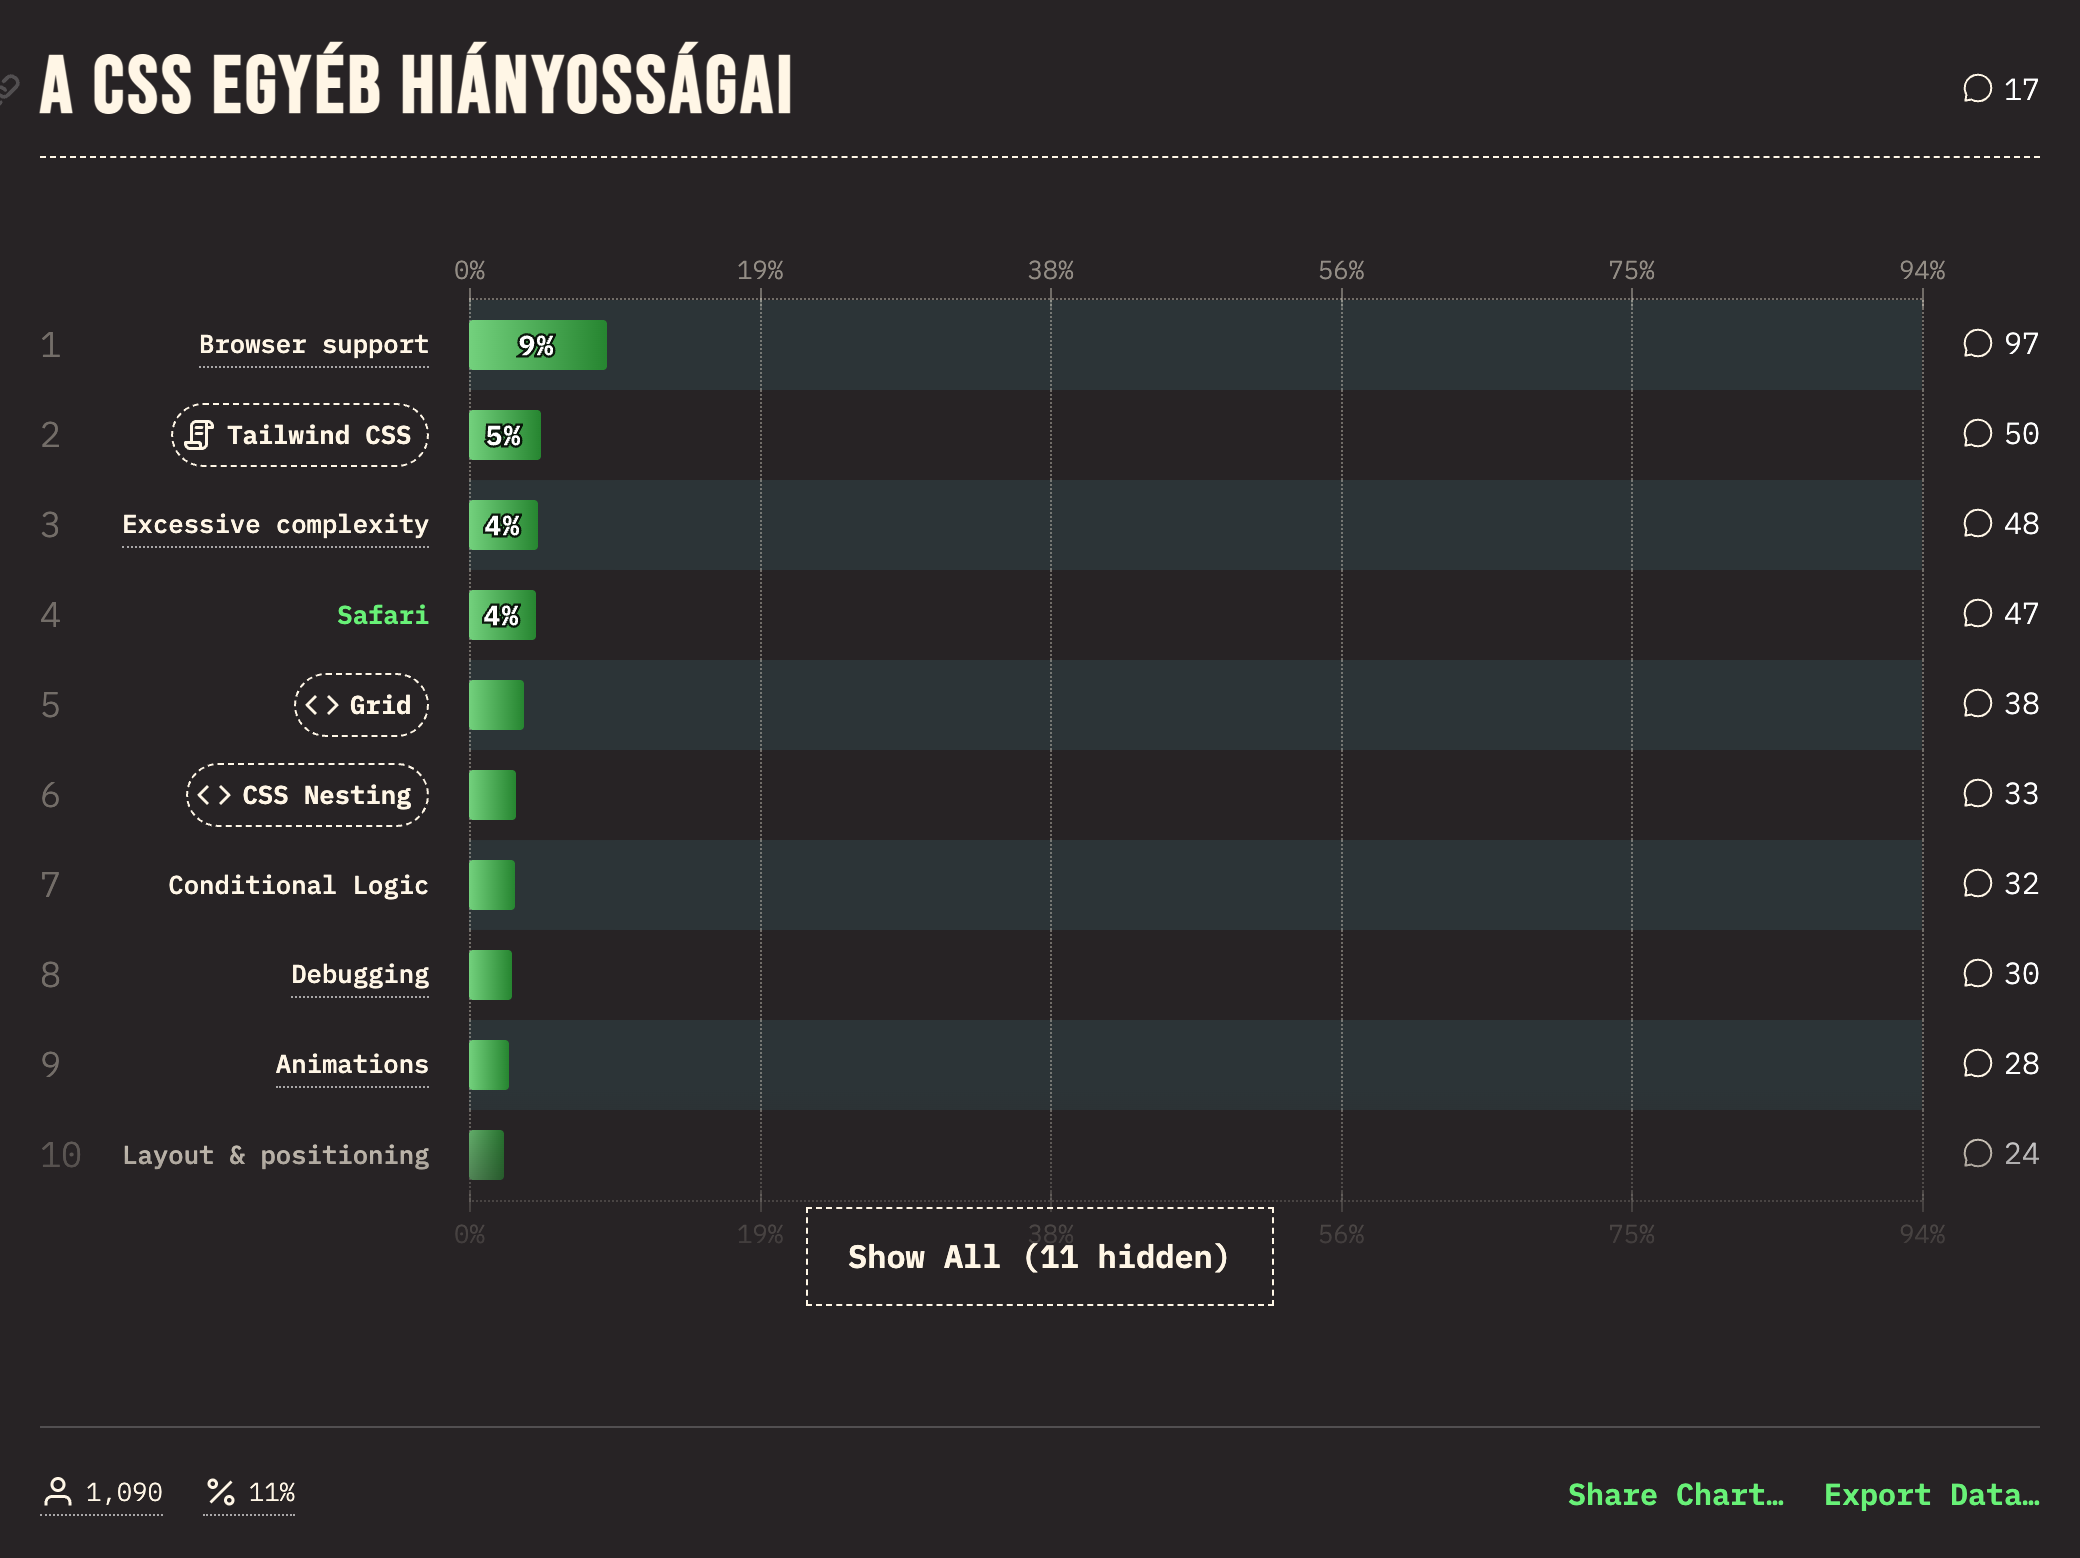 A CSS EGYÉB HIÁNYOSSÁGAI
17
0% 19% 38% 56% 75% 94%
1 Browser support 9% 97
2 Tailwind CSS 5% 50
3 Excessive complexity 4% 48
4 Safari 4% 47
5 Grid 38
6 CSS Nesting 33
7 Conditional Logic 32
8 Debugging 30
9 Animations 28
10 Layout & positioning 24
0% 19% 38% 56% 75% 94%
Show All (11 hidden)
1,090 % 11%
Share Chart… Export Data…